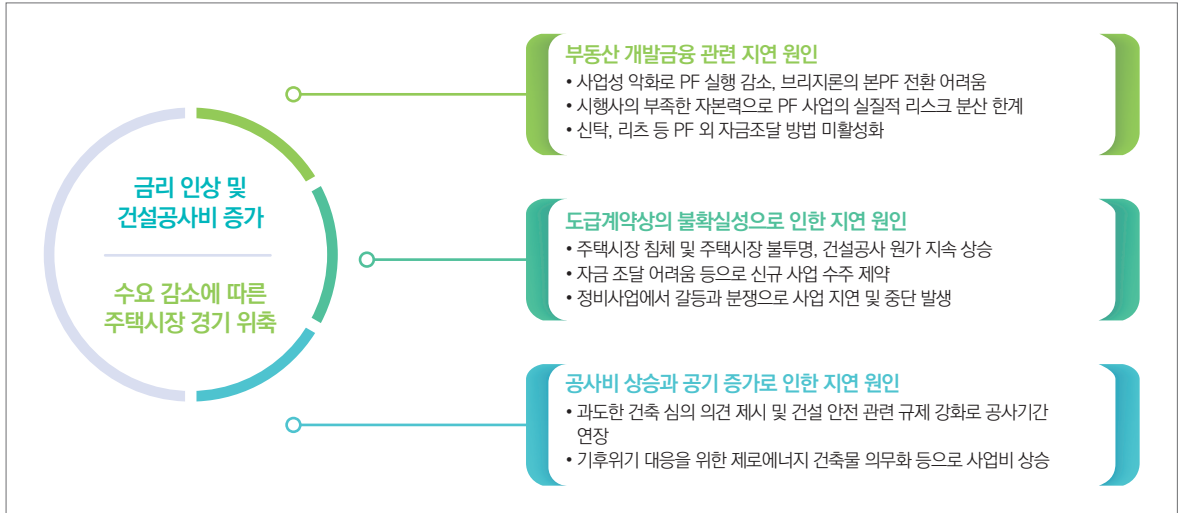 금리 인상 및
건설공사비 증가
수요 감소에 따른
주택시장 경기 위축
부동산 개발금융 관련 지연 원인
• 사업성 악화로 PF 실행 감소, 브리지론의 본PF 전환 어려움
• 시행사의 부족한 자본력으로 PF 사업의 실질적 리스크 분산 한계
• 신탁, 리츠 등 PF 외 자금조달 방법 미활성화
도급계약상의 불확실성으로 인한 지연 원인
• 주택시장 침체 및 주택시장 불투명, 건설공사 원가 지속 상승
• 자금 조달 어려움 등으로 신규 사업 수주 제약
• 정비사업에서 갈등과 분쟁으로 사업 지연 및 중단 발생
공사비 상승과 공기 증가로 인한 지연 원인
• 과도한 건축 심의 의견 제시 및 건설 안전 관련 규제 강화로 공사기간
연장
• 기후위기 대응을 위한 제로에너지 건축물 의무화 등으로 사업비 상승